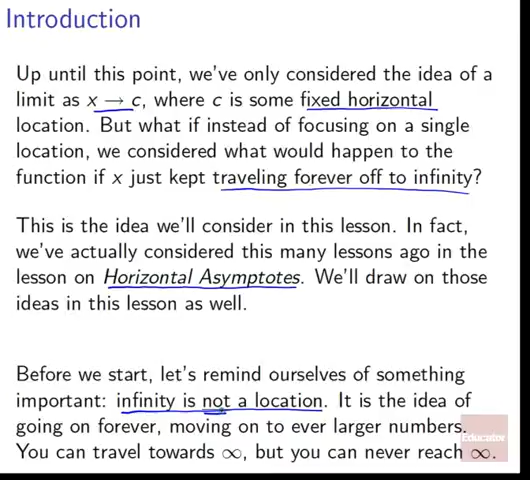 Introduction
Up until this point, we've only considered the idea of a
limit as x → c, where c is some fixed horizontal
location. But what if instead of focusing on a single
location, we considered what would happen to the
function if x just kept traveling forever off to infinity?
This is the idea we'll consider in this lesson. In fact,
we've actually considered this many lessons ago in the
lesson on Horizontal Asymptotes. We'll draw on those
ideas in this lesson as well.
Before we start, let's remind ourselves of something
important: infinity is not a location. It is the idea of
going on forever, moving on to ever larger numbers.
Educator
You can travel towards ∞, but you can never reach ∞.